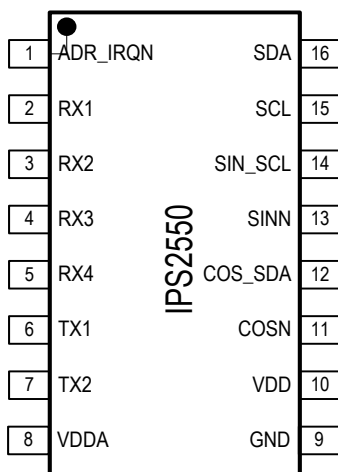 1 ADR_IRQN SDA 16
2 RX1 SCL 15
3 RX2 SIN_SCL 14
4 RX3 SINN 13
5 RX4 COS_SDA 12
6 TX1 COSN 11
7 TX2 VDD 10
8 VDDA GND 9
IPS2550